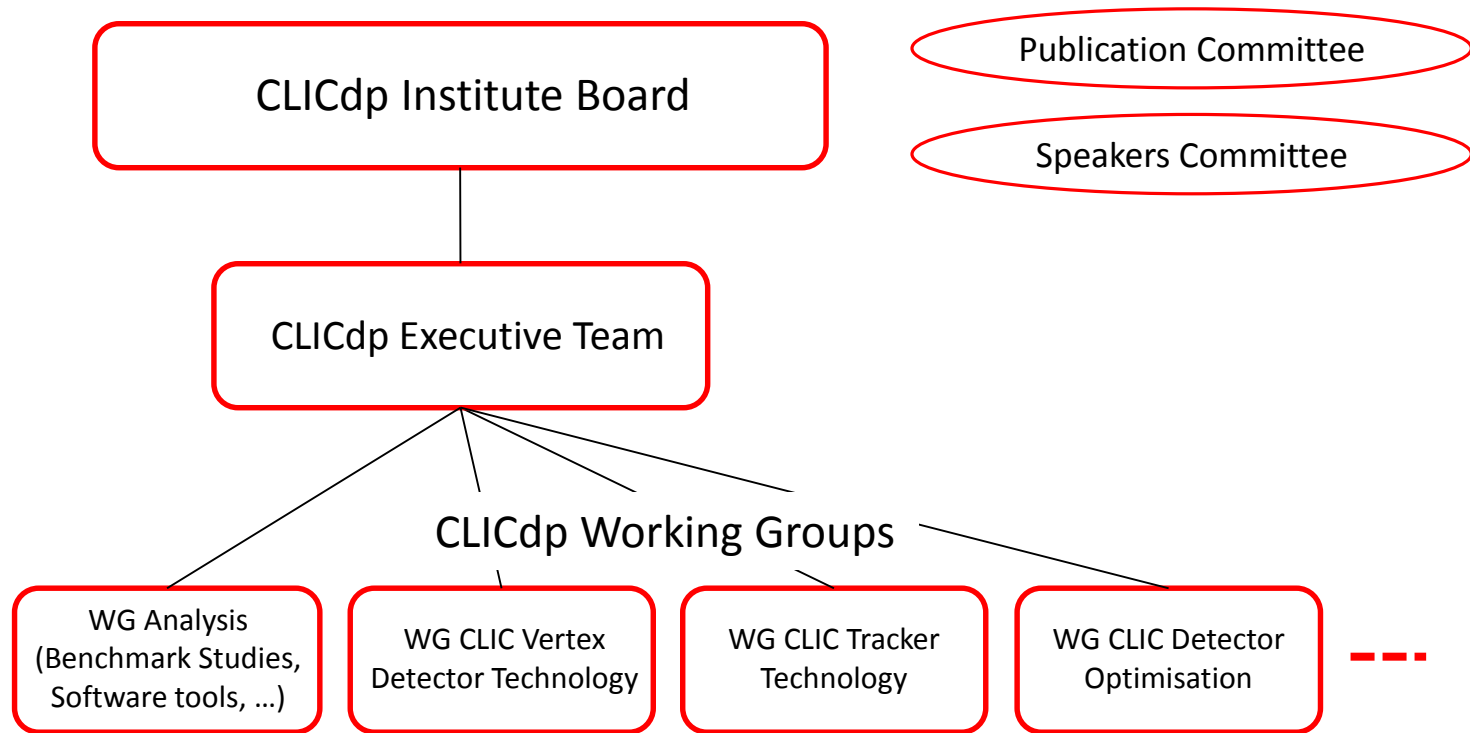 CLICdp Institute Board
Publication Committee
Speakers Committee
CLICdp Executive Team
CLICdp Working Groups
WG Analysis
(Benchmark Studies,
Software tools, …)
WG CLIC Vertex
Detector Technology
WG CLIC Tracker
Technology
WG CLIC Detector
Optimisation